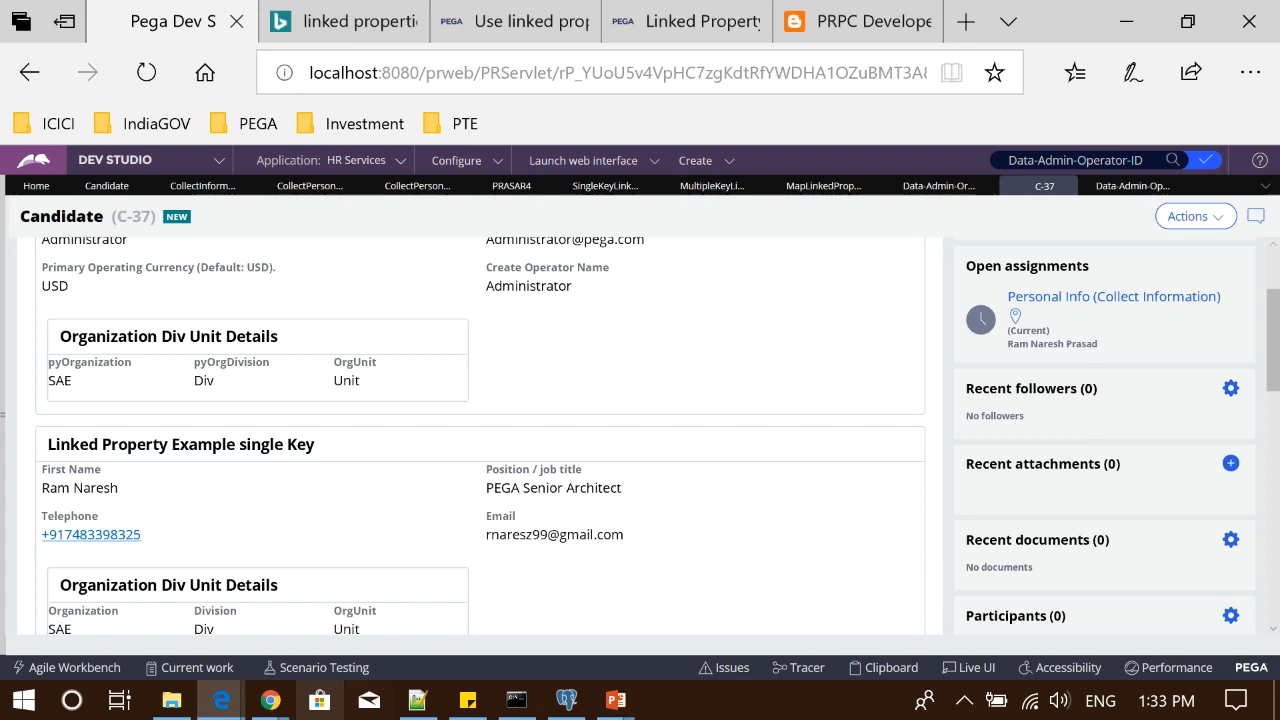 Pega Dev S
linked properti
PEGA Use linked prop
PEGA Linked Property
PRPC Develope
localhost:8080/prweb/PRServlet/rP_YUoU5v4VpHC7zgKdtRfYWDHA1OZuBMT3A8
ICICI IndiaGOV PEGA Investment PTE
DEV STUDIO Application: HR Services Configure Launch web interface Create Data-Admin-Operator-ID
Home Candidate CollectInform... CollectPerson... CollectPerson... PRASAR4 SingleKeyLink... MultipleKeyLi... MapLinkedProp... Data-Admin-Or... C-37 Data-Admin-Op...
Candidate (C-37) NEW Actions
Administrator Administrator@pega.com
Primary Operating Currency (Default: USD). Create Operator Name
USD Administrator
Organization Div Unit Details
pyOrganization pyOrgDivision OrgUnit
SAE Div Unit
Linked Property Example single Key
First Name Position / job title
Ram Naresh PEGA Senior Architect
Telephone Email
+917483398325 rnaresz99@gmail.com
Organization Div Unit Details
Organization Division OrgUnit
SAE Div Unit
Open assignments
Personal Info (Collect Information)
(Current)
Ram Naresh Prasad
Recent followers (0)
No followers
Recent attachments (0)
Recent documents (0)
No documents
Participants (0)
Agile Workbench Current work Scenario Testing Issues Tracer Clipboard Live UI Accessibility Performance PEGA
ENG 1:33 PM